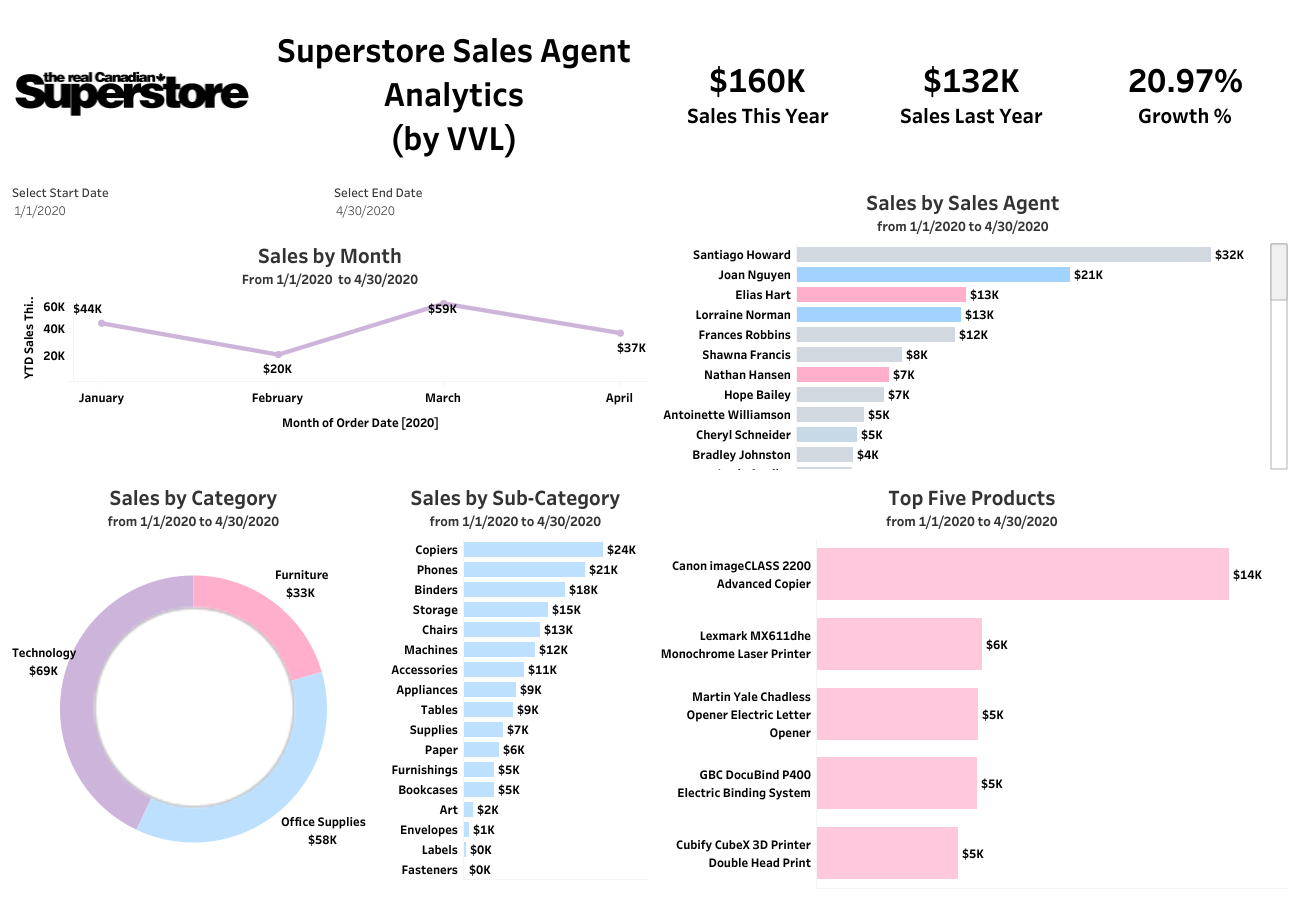 the real Canadian
Superstore
Superstore Sales Agent
Analytics
(by VVL)
$160K
Sales This Year
$132K
Sales Last Year
20.97%
Growth %
Select Start Date
1/1/2020
Select End Date
4/30/2020
Sales by Month
From 1/1/2020 to 4/30/2020
YTD Sales Thi..
60K
40K
20K
$44K
$20K
$59K
$37K
January
February
March
April
Month of Order Date [2020]
Sales by Sales Agent
from 1/1/2020 to 4/30/2020
Santiago Howard $32K
Joan Nguyen $21K
Elias Hart $13K
Lorraine Norman $13K
Frances Robbins $12K
Shawna Francis $8K
Nathan Hansen $7K
Hope Bailey $7K
Antoinette Williamson $5K
Cheryl Schneider $5K
Bradley Johnston $4K
Sales by Category
from 1/1/2020 to 4/30/2020
Furniture
$33K
Technology
$69K
Office Supplies
$58K
Sales by Sub-Category
from 1/1/2020 to 4/30/2020
Copiers $24K
Phones $21K
Binders $18K
Storage $15K
Chairs $13K
Machines $12K
Accessories $11K
Appliances $9K
Tables $9K
Supplies $7K
Paper $6K
Furnishings $5K
Bookcases $5K
Art $2K
Envelopes $1K
Labels $0K
Fasteners $0K
Top Five Products
from 1/1/2020 to 4/30/2020
Canon imageCLASS 2200
Advanced Copier
$14K
Lexmark MX611dhe
Monochrome Laser Printer
$6K
Martin Yale Chadless
Opener Electric Letter
Opener
$5K
GBC DocuBind P400
Electric Binding System
$5K
Cubify CubeX 3D Printer
Double Head Print
$5K